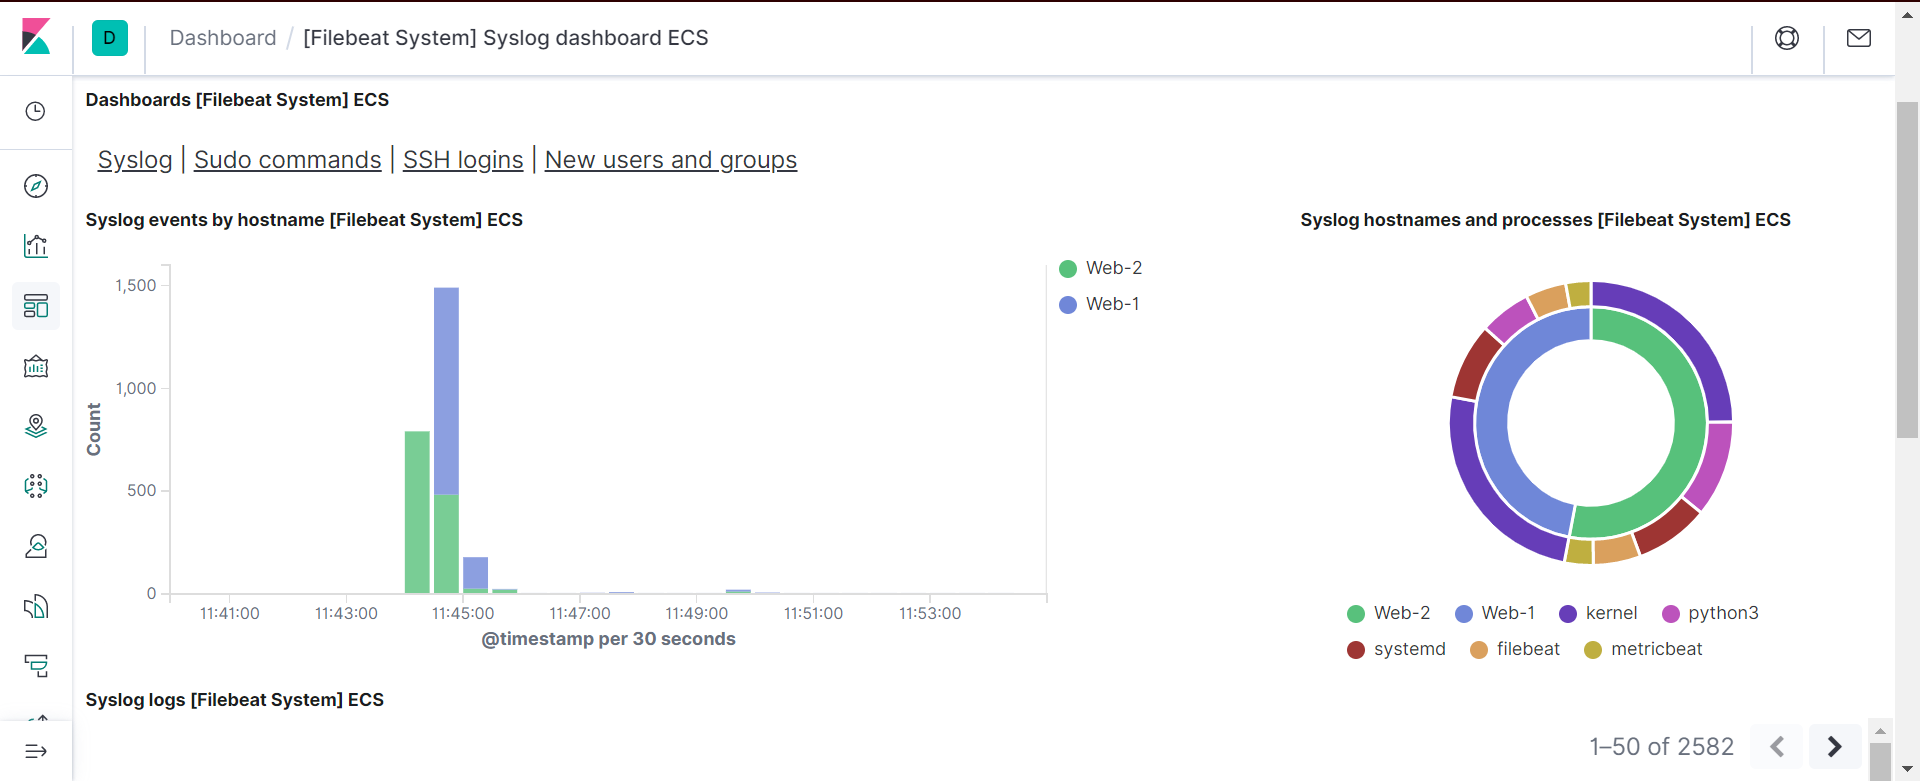 D Dashboard / [Filebeat System] Syslog dashboard ECS
Dashboards [Filebeat System] ECS
Syslog | Sudo commands | SSH logins | New users and groups
Syslog events by hostname [Filebeat System] ECS
1,500
1,000
500
0
Count
11:41:00 11:43:00 11:45:00 11:47:00 11:49:00 11:51:00 11:53:00
@timestamp per 30 seconds
Web-2
Web-1
Syslog hostnames and processes [Filebeat System] ECS
Web-2 Web-1 kernel python3
systemd filebeat metricbeat
Syslog logs [Filebeat System] ECS
1–50 of 2582